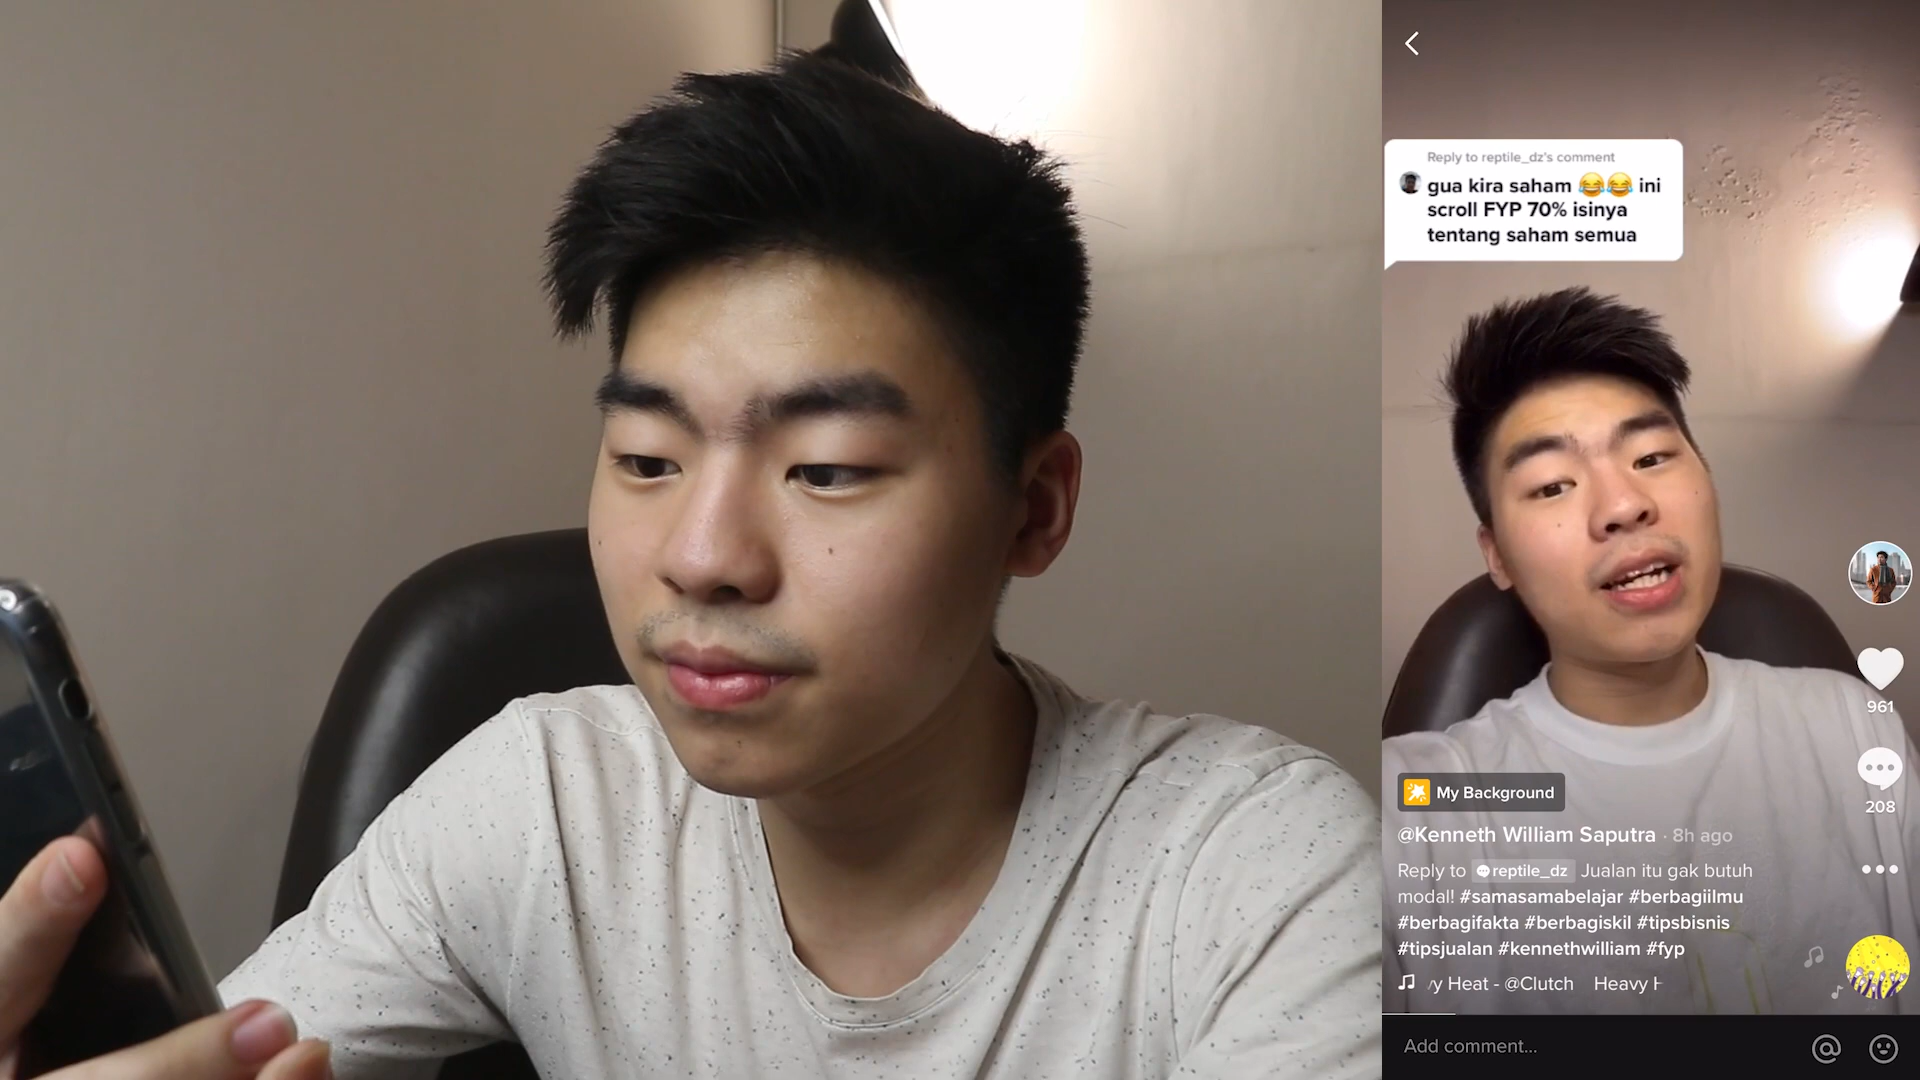 Reply to reptile_dz's comment
gua kira saham 😂😂 ini
scroll FYP 70% isinya
tentang saham semua
961
My Background
208
@Kenneth William Saputra · 8h ago
Reply to reptile_dz Jualan itu gak butuh
modal! #samasamabelajar #berbagiilmu
#berbagifakta #berbagiskil #tipsbisnis
#tipsjualan #kennethwilliam #fyp
y Heat - @Clutch Heavy H
Add comment...